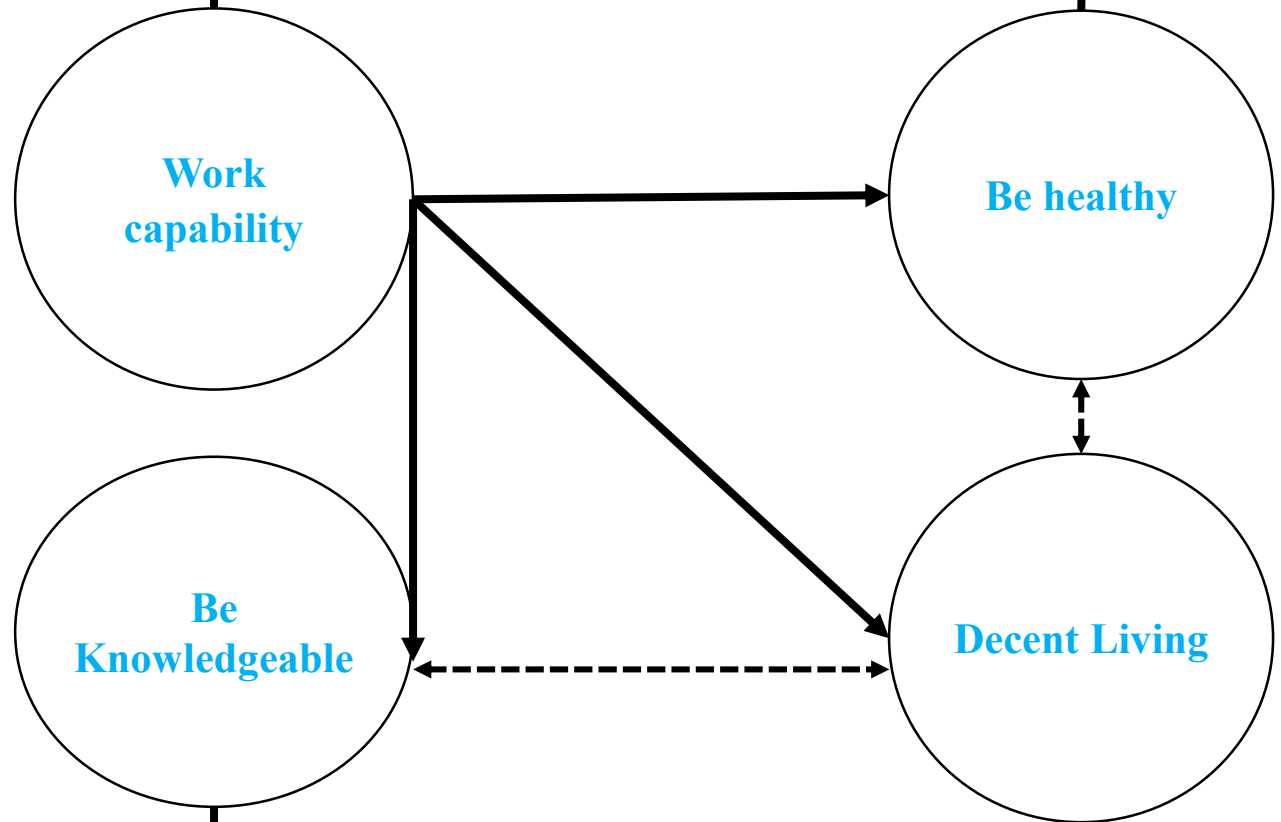 Work
capability
Be healthy
Be
Knowledgeable
Decent Living